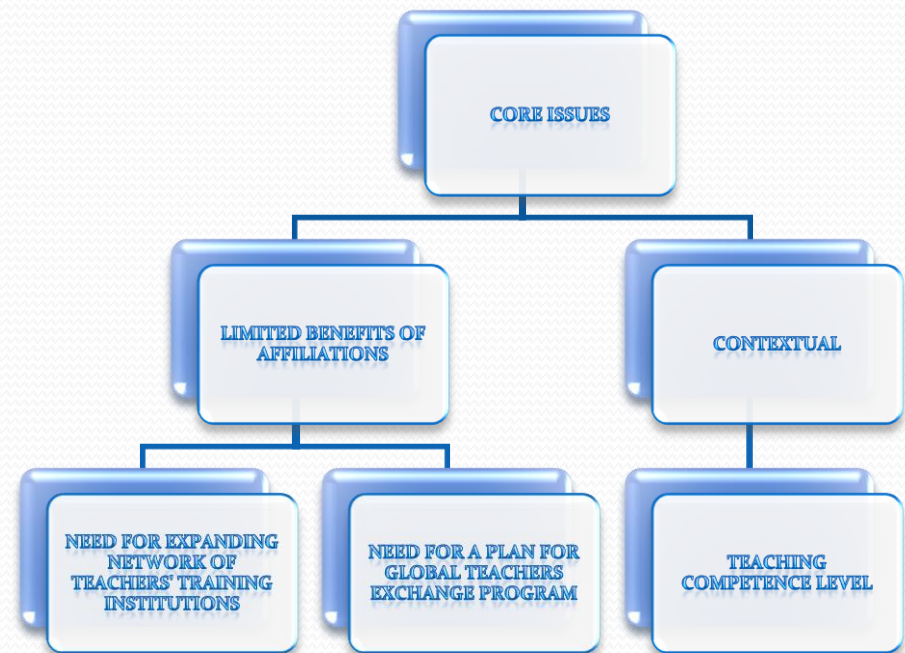 CORE ISSUES
LIMITED BENEFITS OF
AFFILIATIONS
CONTEXTUAL
NEED FOR EXPANDING
NETWORK OF
TEACHERS' TRAINING
INSTITUTIONS
NEED FOR A PLAN FOR
GLOBAL TEACHERS
EXCHANGE PROGRAM
TEACHING
COMPETENCE LEVEL